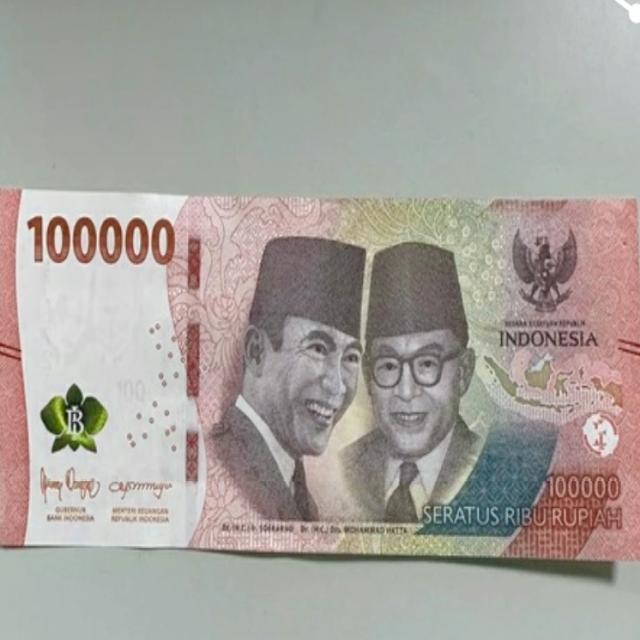 100000
NEGARA KESATUAN REPUBLIK
INDONESIA
100
GUBERNUR
BANK INDONESIA
MENTERI KEUANGAN
REPUBLIK INDONESIA
Dr. (H.C.) Ir. SOEKARNO Dr. (H.C.) Drs. MOHAMMAD HATTA
100000
SERATUS RIBU RUPIAH